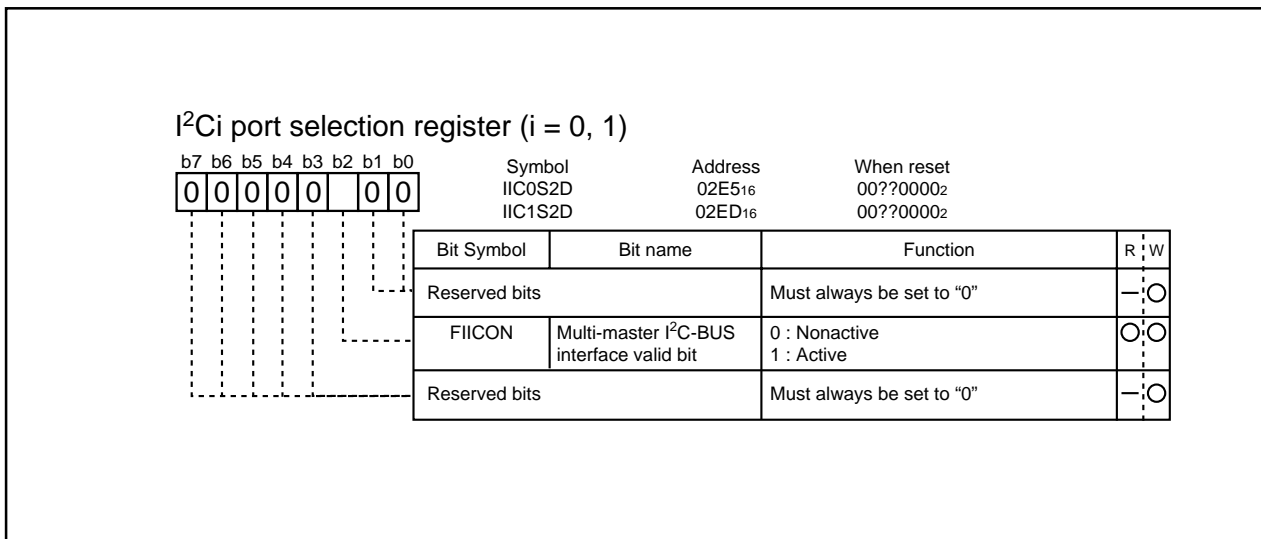 I²Ci port selection register (i = 0, 1)
b7 b6 b5 b4 b3 b2 b1 b0
0 0 0 0 0 0 0
Symbol Address When reset
IIC0S2D 02E5₁₆ 00??0000₂
IIC1S2D 02ED₁₆ 00??0000₂
Bit Symbol Bit name Function R W
Reserved bits Must always be set to “0” – O
FIICON Multi-master I²C-BUS 0 : Nonactive O O
interface valid bit 1 : Active
Reserved bits Must always be set to “0” – O